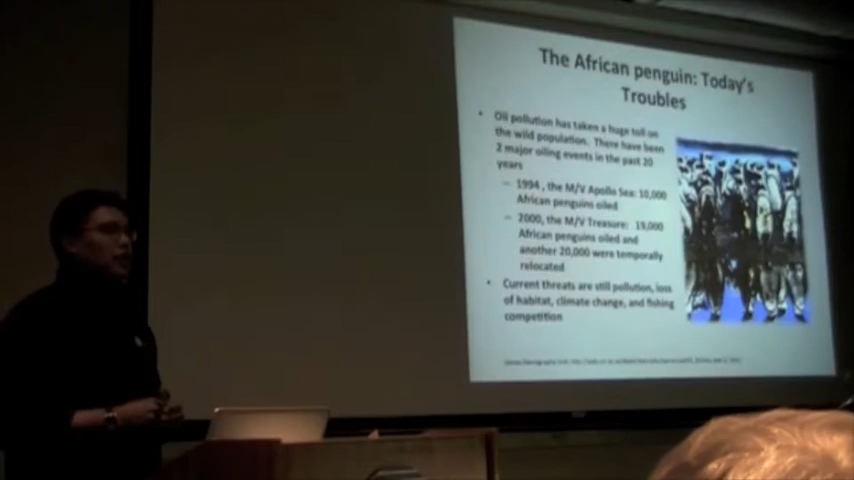 The African penguin: Today's
Troubles
• Oil pollution has taken a huge toll on
the wild population. There have been
2 major oiling events in the past 20
years
– 1994 , the M/V Apollo Sea: 10,000
African penguins oiled
– 2000, the M/V Treasure: 19,000
African penguins oiled and
another 20,000 were temporally
relocated
• Current threats are still pollution, loss
of habitat, climate change, and fishing
competition